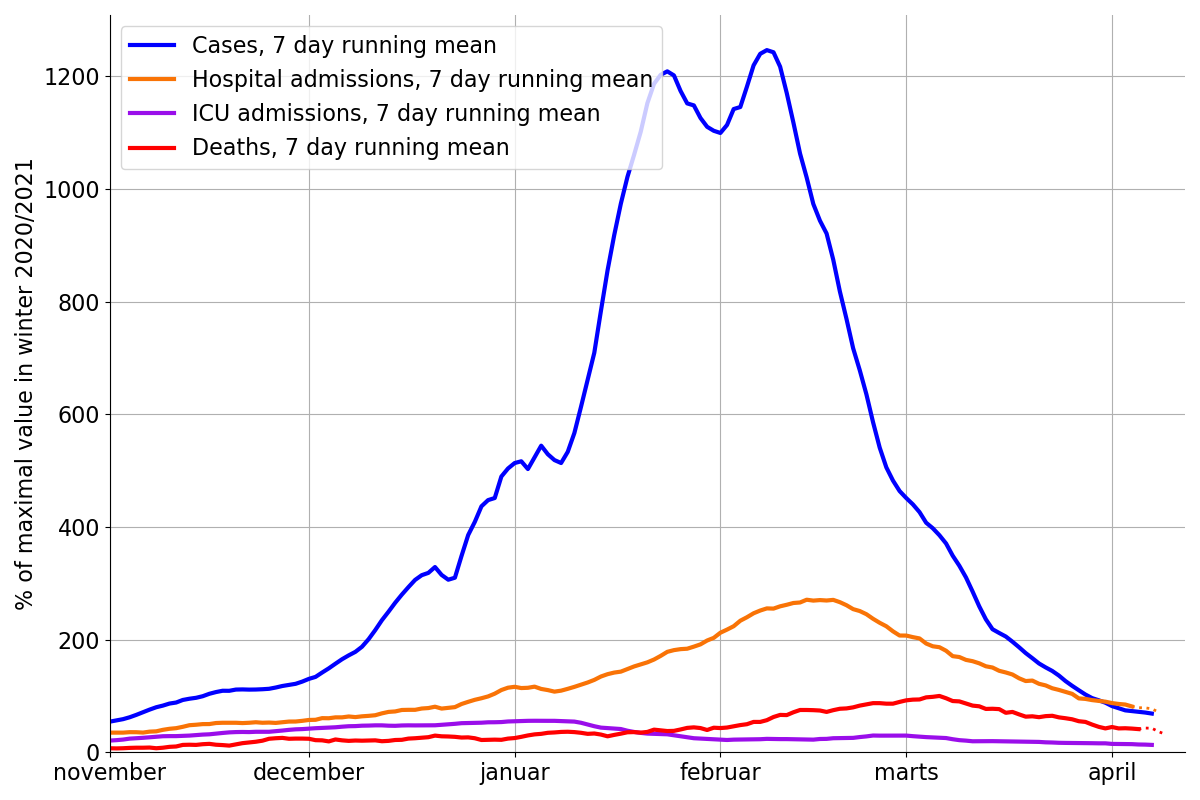 Cases, 7 day running mean
Hospital admissions, 7 day running mean
ICU admissions, 7 day running mean
Deaths, 7 day running mean
% of maximal value in winter 2020/2021
1200
1000
800
600
400
200
0
november december januar februar marts april